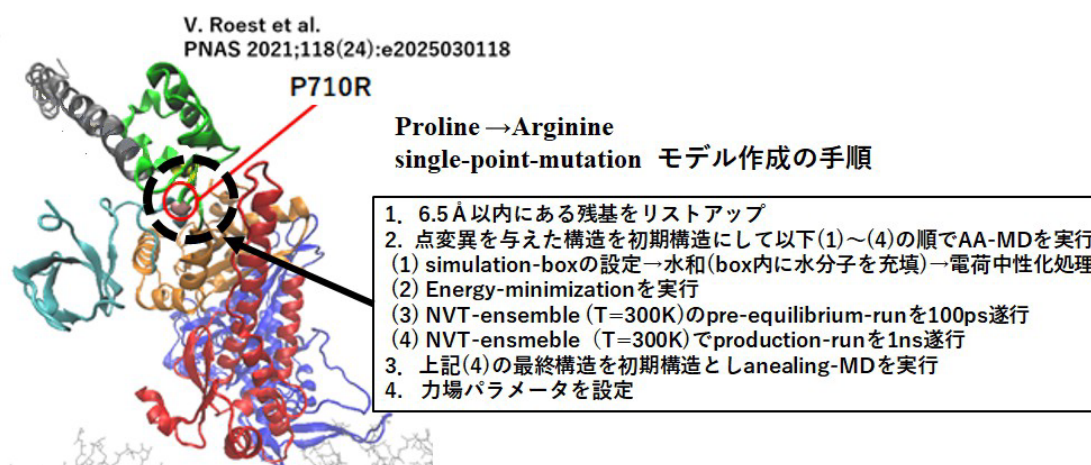 V. Roest et al.
PNAS 2021;118(24):e2025030118
P710R
Proline→Arginine
single-point-mutation モデル作成の手順
1. 6.5Å以内にある残基をリストアップ
2. 点変異を与えた構造を初期構造にして以下(1)～(4)の順でAA-MDを実行
(1) simulation-boxの設定→水和(box内に水分子を充填)→電荷中性化処理
(2) Energy-minimizationを実行
(3) NVT-ensemble (T=300K)のpre-equilibrium-runを100ps遂行
(4) NVT-ensmeble (T=300K)でproduction-runを1ns遂行
3. 上記(4)の最終構造を初期構造としanealing-MDを実行
4. 力場パラメータを設定